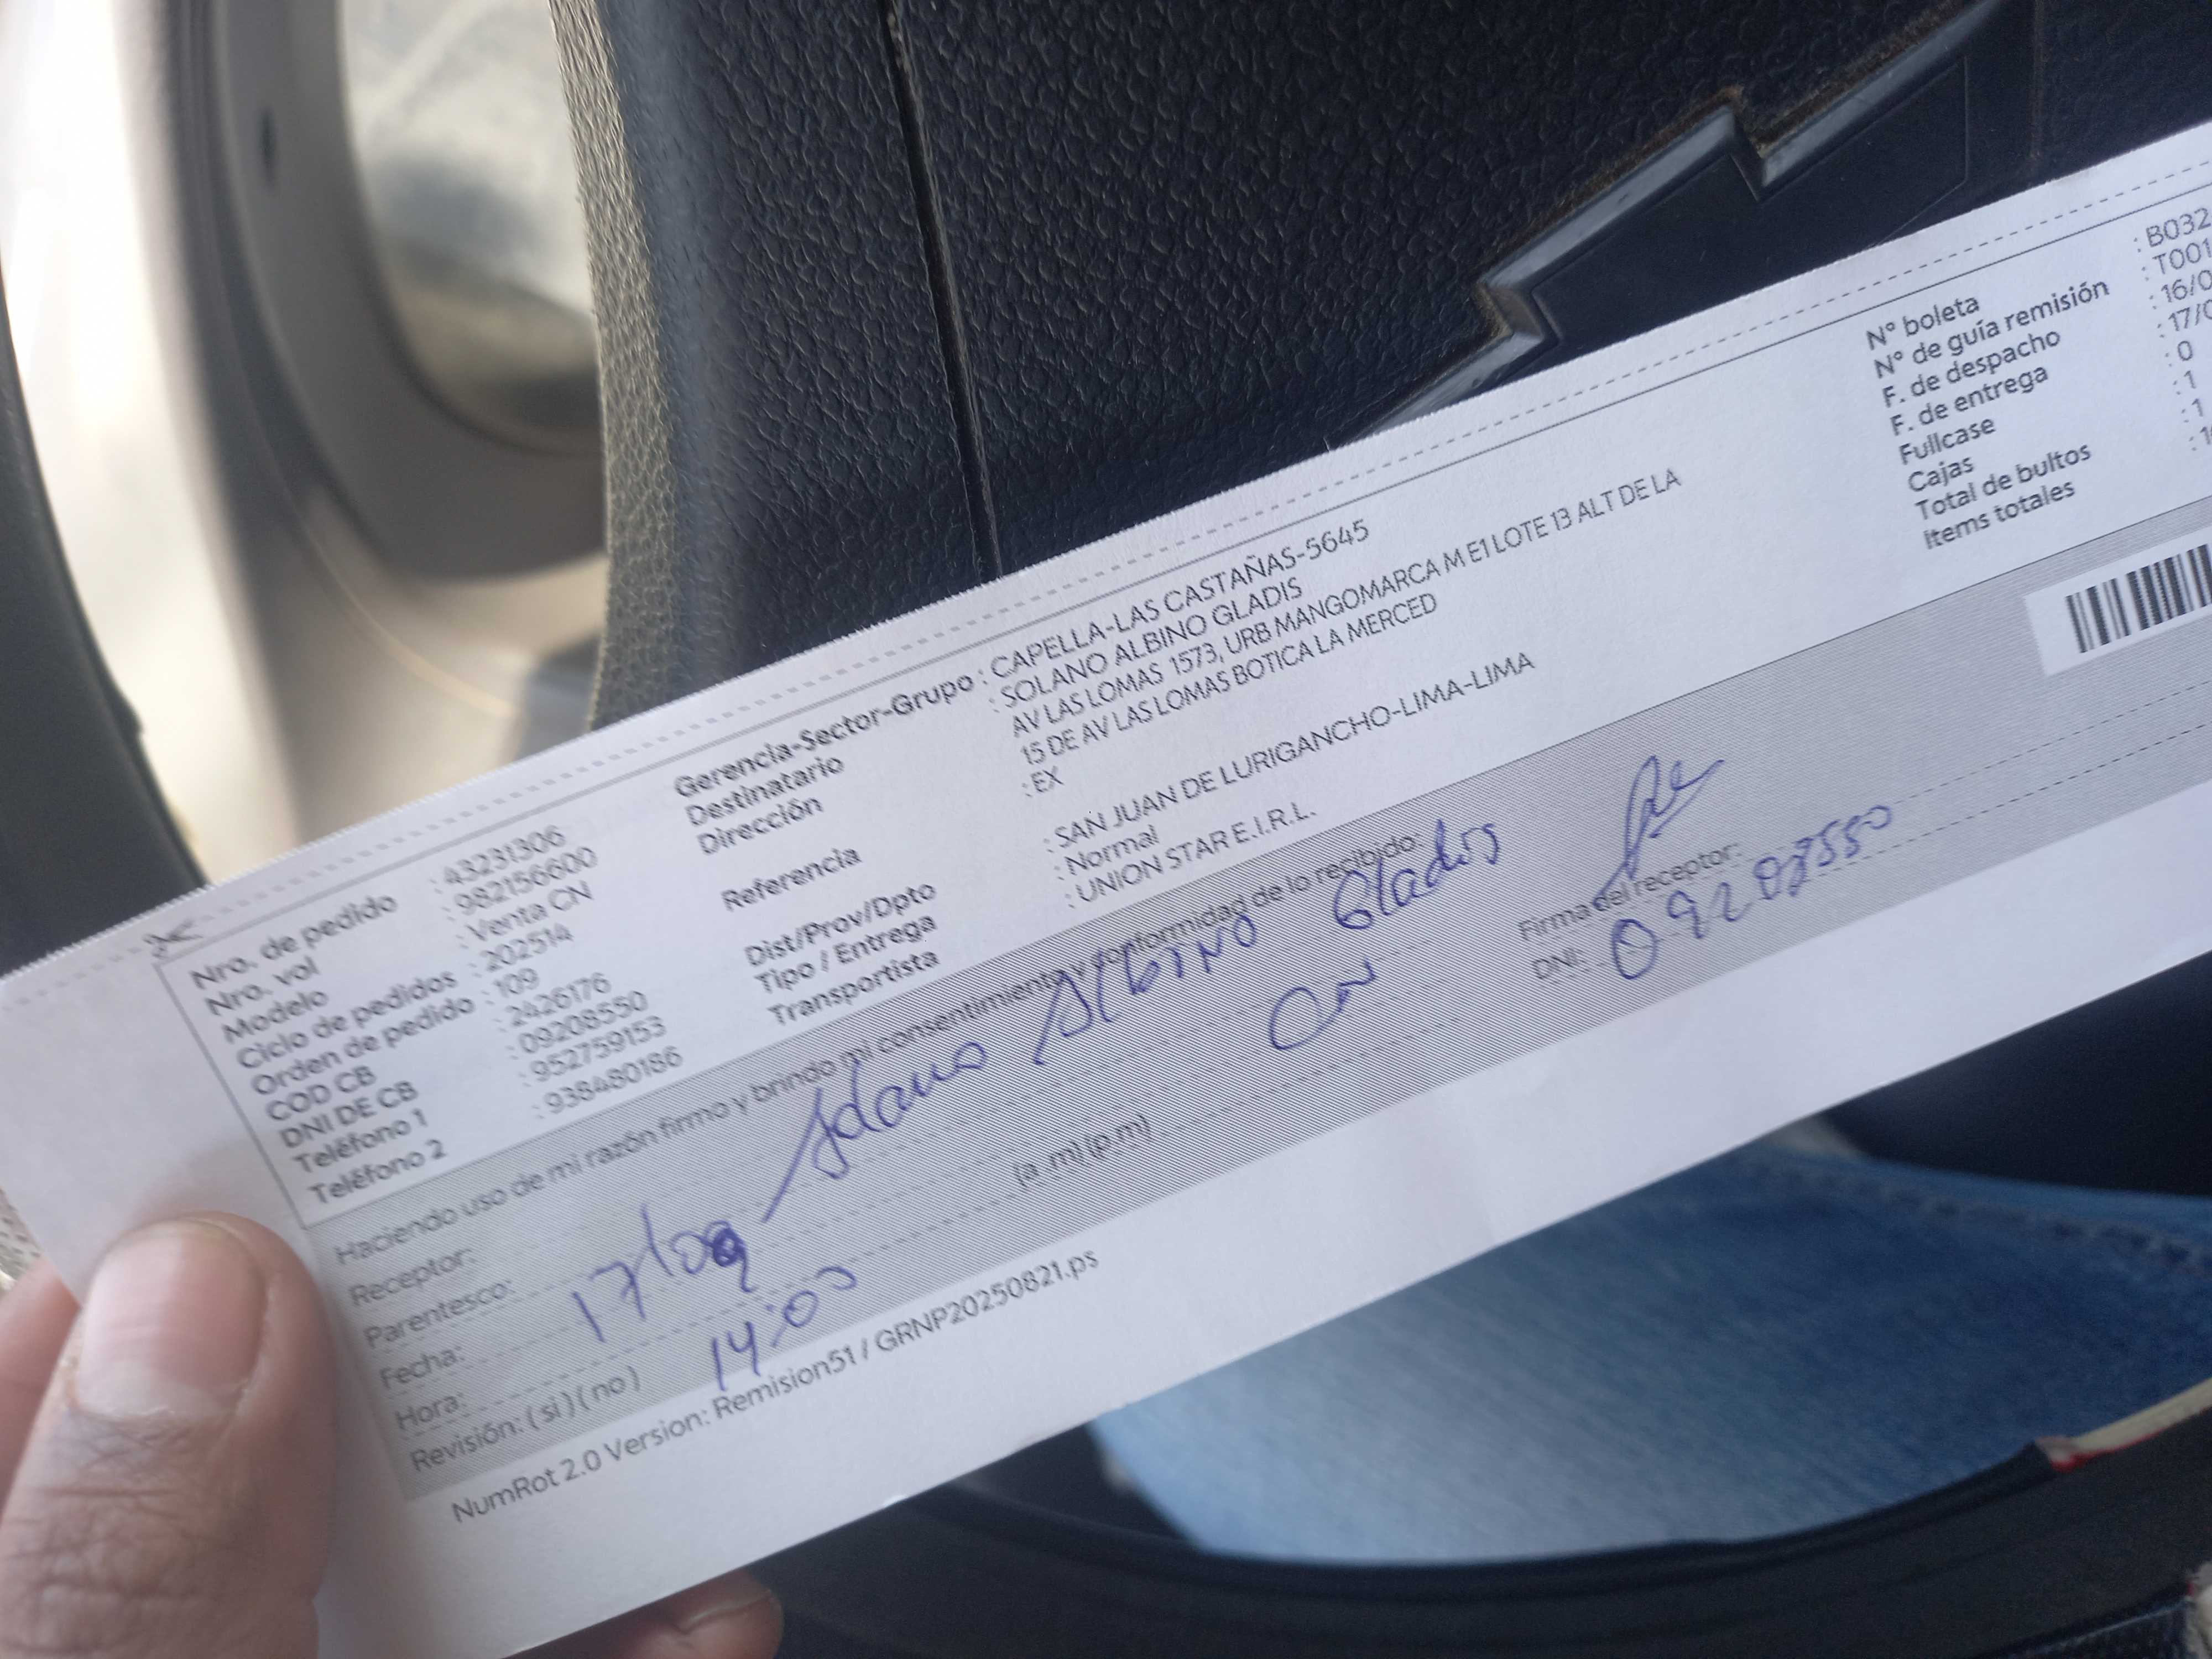 Nro. de pedido : 43231306
Nro. vol : 982156600
Modelo : Venta CN
Ciclo de pedidos : 202514
Orden de pedido : 109
COD CB : 2426176
DNI DE CB : 09208550
Teléfono 1 : 952759153
Teléfono 2 : 938480186
Gerencia-Sector-Grupo : CAPELLA-LAS CASTAÑAS-5645
Destinatario : SOLANO ALBINO GLADIS
Dirección AV LAS LOMAS 1573, URB MANGOMARCA M E1 LOTE 13 ALT DE LA
15 DE AV LAS LOMAS BOTICA LA MERCED
Referencia : EX
Dist/Prov/Dpto : SAN JUAN DE LURIGANCHO-LIMA-LIMA
Tipo / Entrega : Normal
Transportista : UNION STAR E.I.R.L.
N° boleta : B032
N° de guía remisión : T001
F. de despacho : 16/0
F. de entrega : 17/0
Fullcase : 0
Cajas : 1
Total de bultos : 1
Items totales : 1
Haciendo uso de mi razón firmo y brindo mi consentimiento y conformidad de lo recibido:
Receptor: Solano Albino Gladis
Parentesco:
Fecha: 17/09
Hora: 14:00 (a .m) (p.m)
Revisión: ( si ) ( no )
Firma del receptor:
DNI:
NumRot 2.0 Version: Remision51 / GRNP20250821.ps